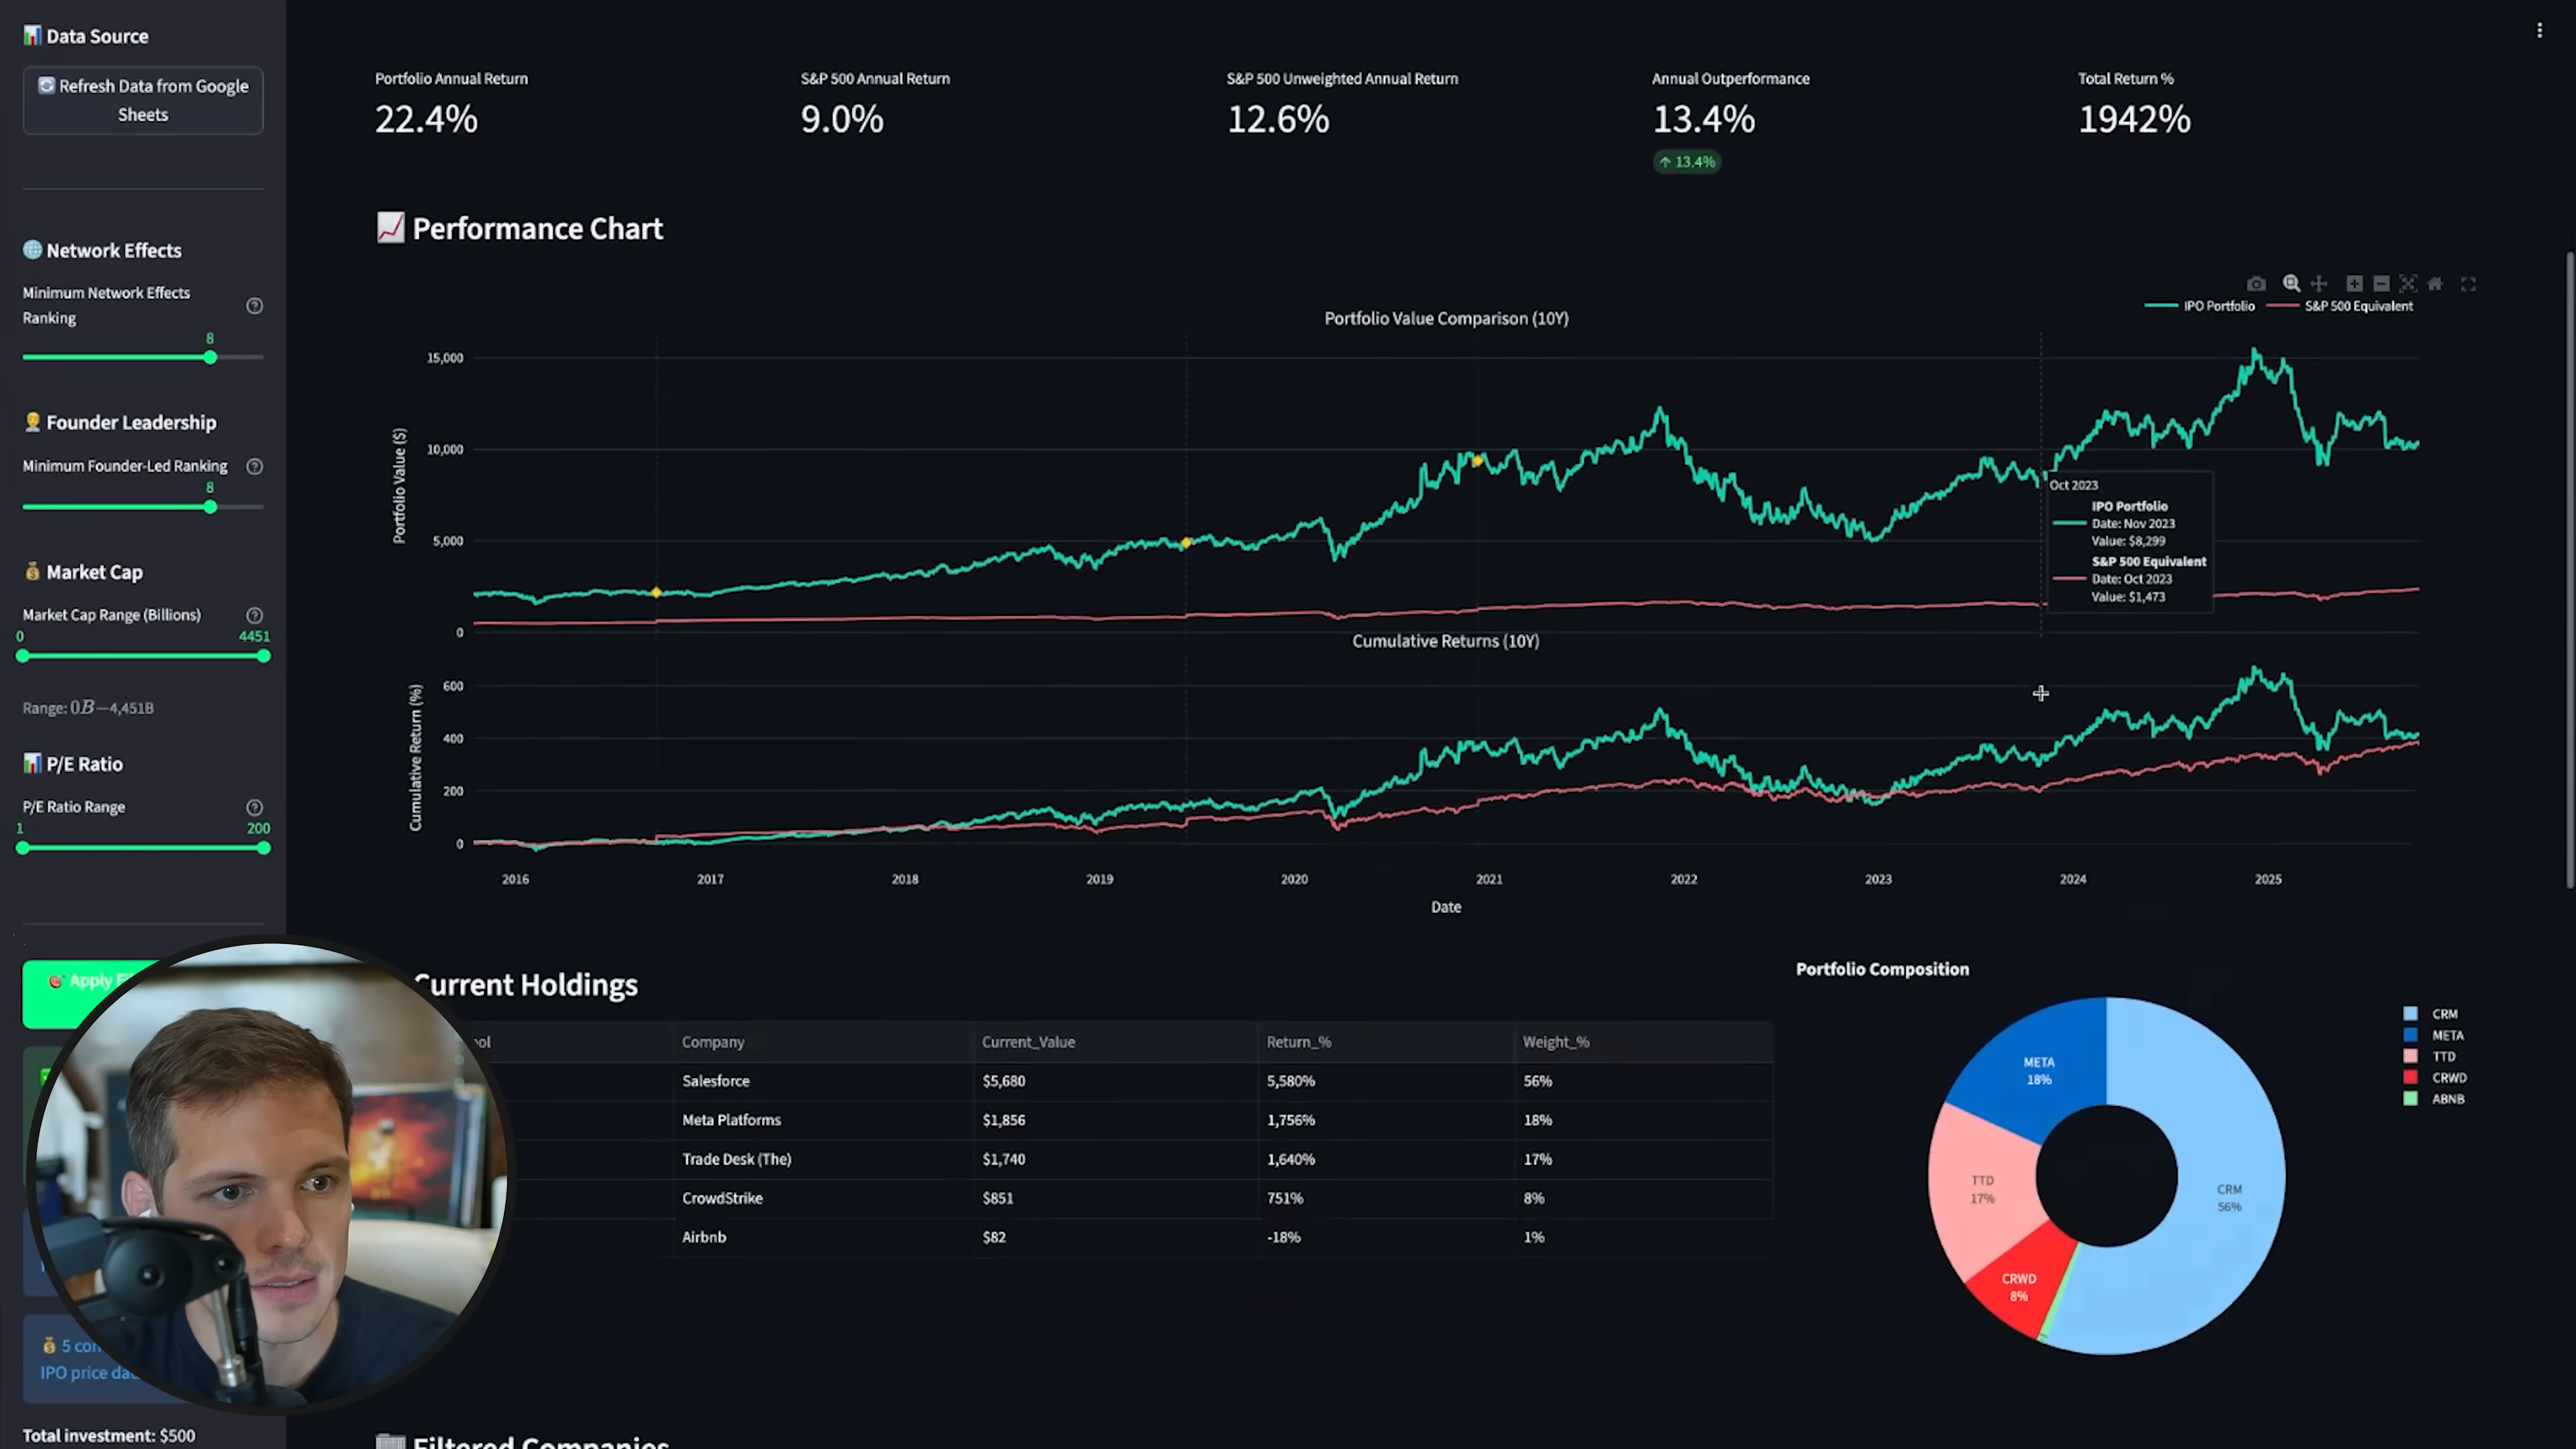 Data Source
Refresh Data from Google
Sheets
Network Effects
Minimum Network Effects
Ranking
8
Founder Leadership
Minimum Founder-Led Ranking
8
Market Cap
Market Cap Range (Billions)
0 4451
Range: 0B—4,451B
P/E Ratio
P/E Ratio Range
1 200
Apply
5
IPO price
Total investment: $500
Portfolio Annual Return
22.4%
S&P 500 Annual Return
9.0%
S&P 500 Unweighted Annual Return
12.6%
Annual Outperformance
13.4%
↑ 13.4%
Total Return %
1942%
Performance Chart
IPO Portfolio S&P 500 Equivalent
Portfolio Value Comparison (10Y)
Portfolio Value ($)
15,000
10,000
5,000
0
Oct 2023
IPO Portfolio
Date: Nov 2023
Value: $8,299
S&P 500 Equivalent
Date: Oct 2023
Value: $1,473
Cumulative Returns (10Y)
Cumulative Return (%)
600
400
200
0
2016 2017 2018 2019 2020 2021 2022 2023 2024 2025
Date
Current Holdings
Company Current_Value Return_% Weight_%
Salesforce $5,680 5,580% 56%
Meta Platforms $1,856 1,756% 18%
Trade Desk (The) $1,740 1,640% 17%
CrowdStrike $851 751% 8%
Airbnb $82 -18% 1%
Portfolio Composition
META
18%
TTD
17%
CRWD
8%
CRM
56%
CRM
META
TTD
CRWD
ABNB
Filtered Companies